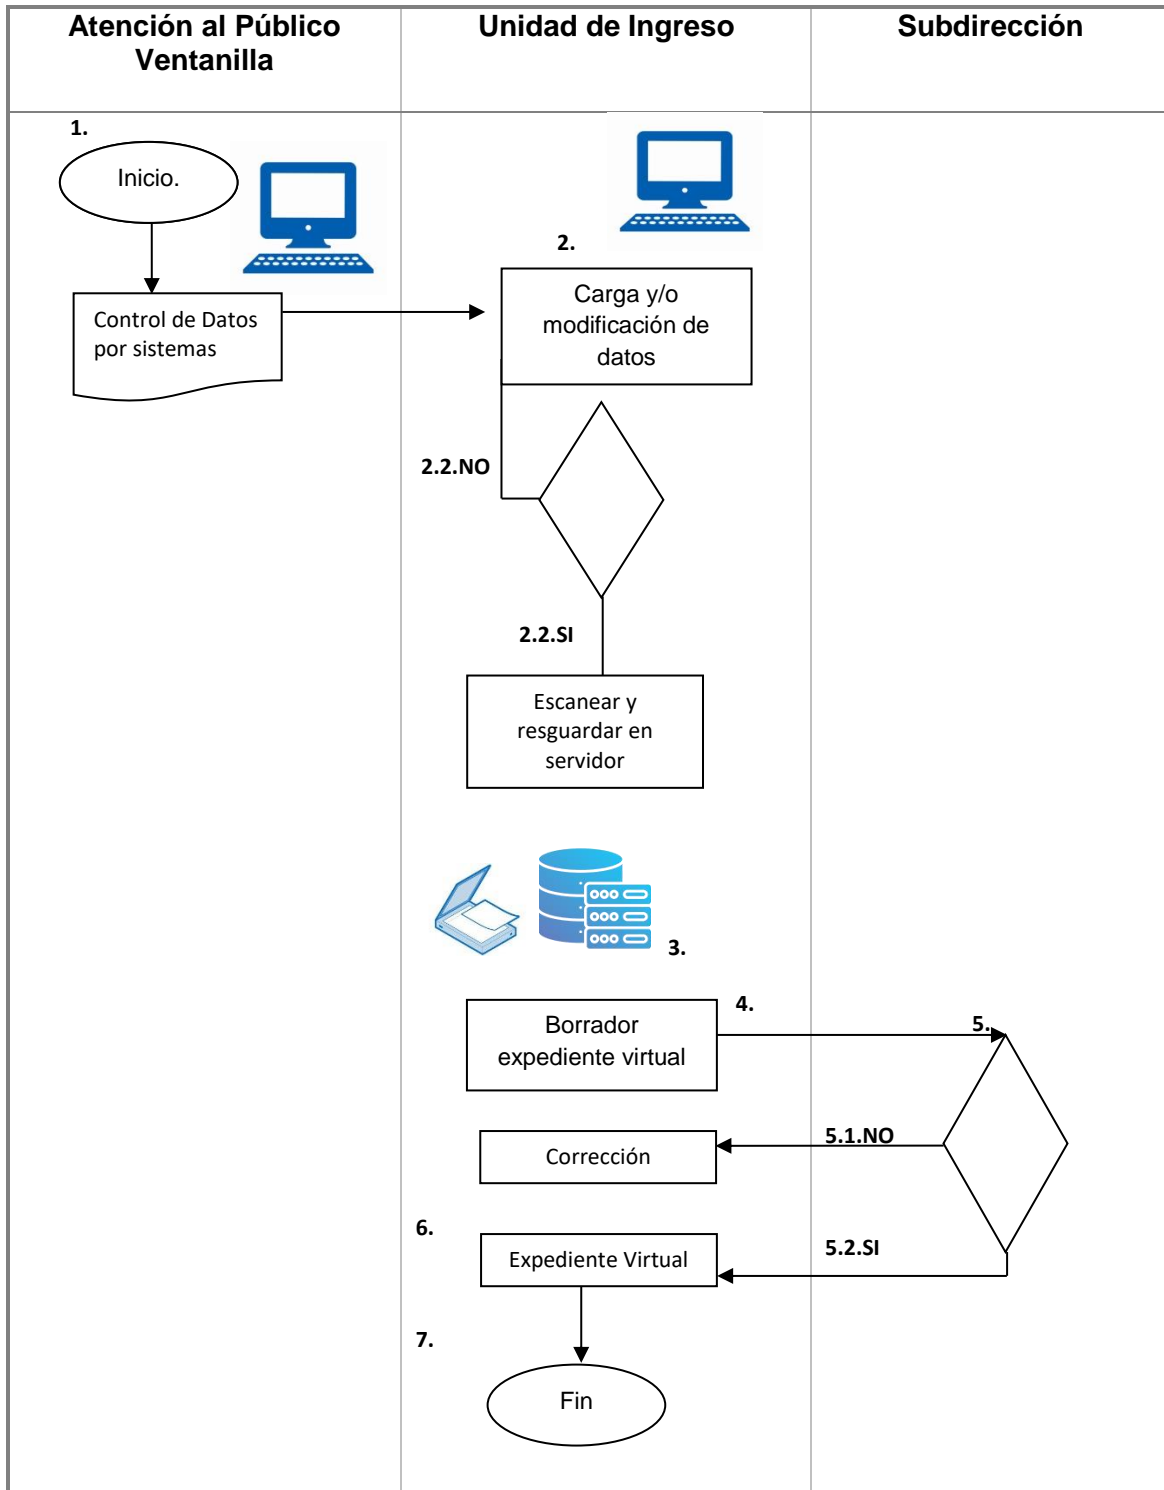 Atención al Público
Ventanilla
Unidad de Ingreso
Subdirección
1.
Inicio.
2.
Control de Datos
por sistemas
Carga y/o
modificación de
datos
2.2.NO
2.2.SI
Escanear y
resguardar en
servidor
3.
4.
Borrador
expediente virtual
5.
5.1.NO
Corrección
6.
Expediente Virtual
5.2.SI
7.
Fin